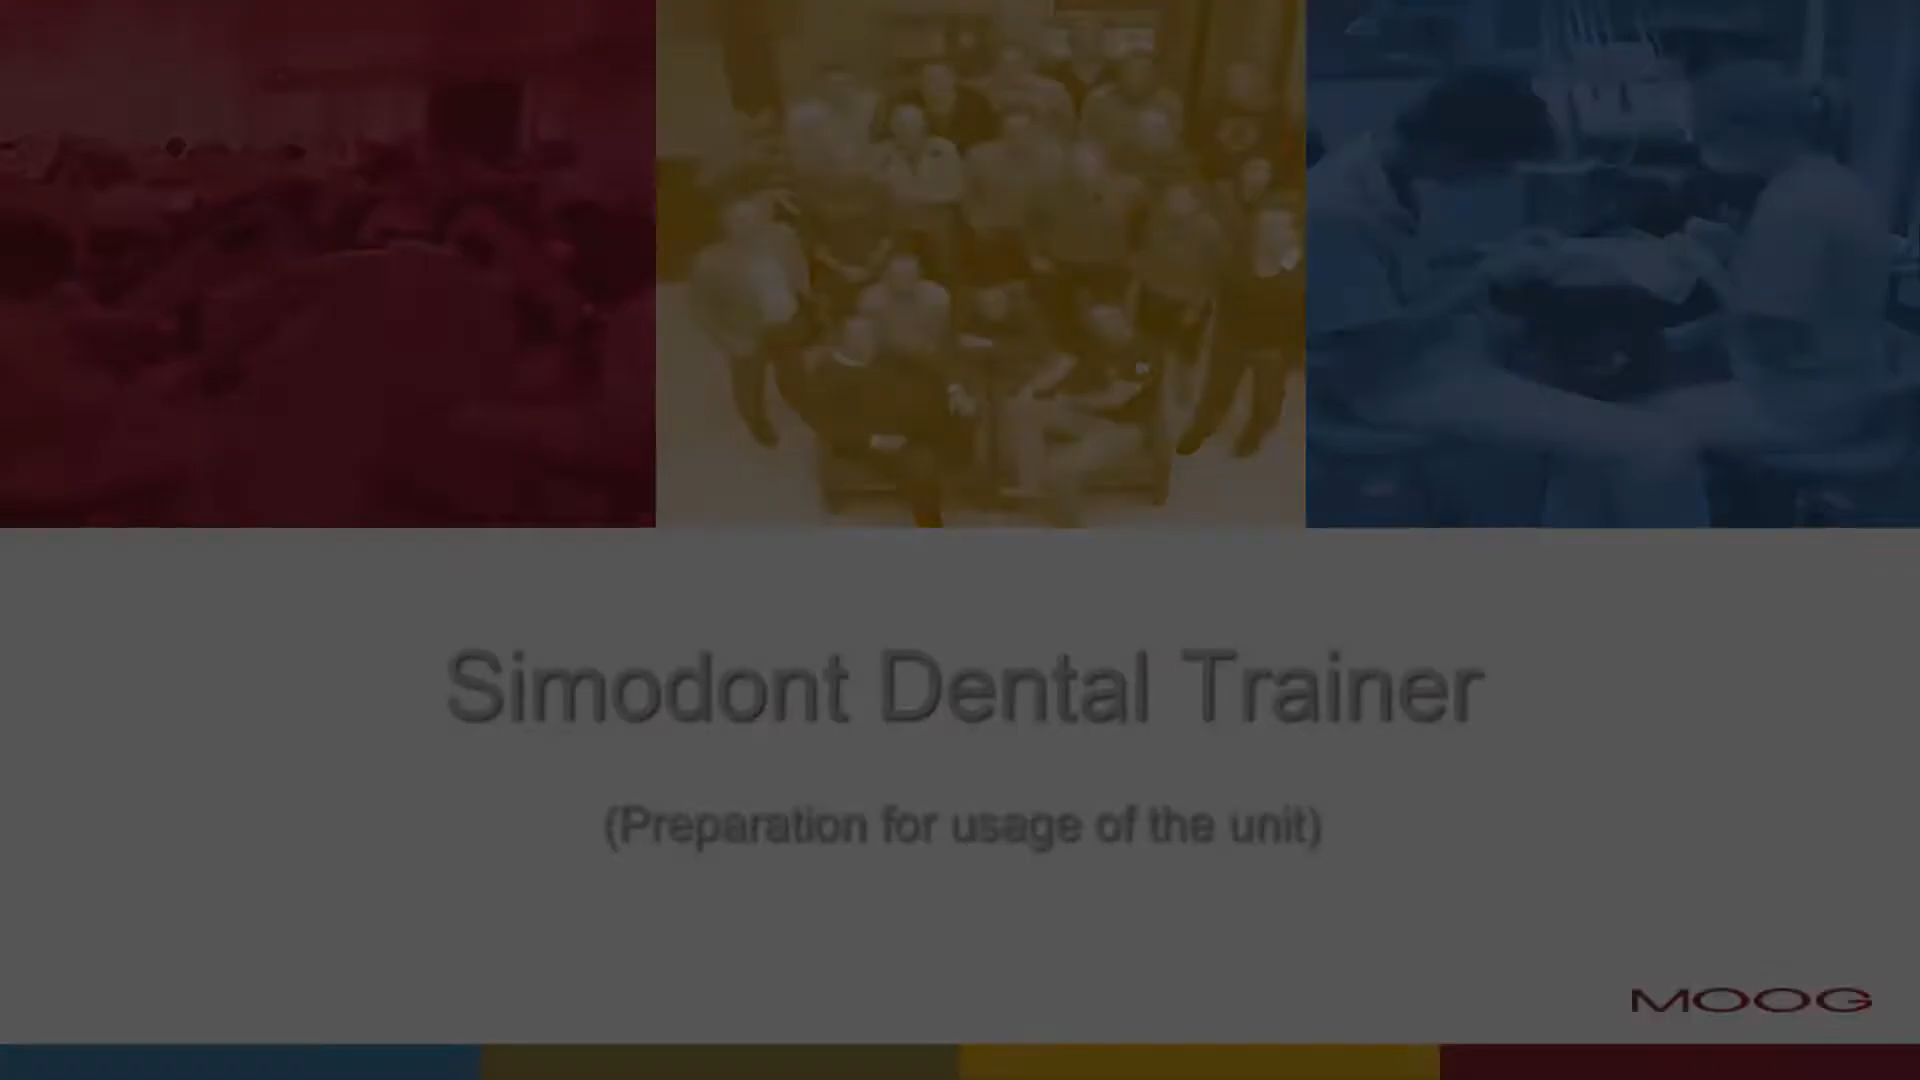 Simodont Dental Trainer
(Preparation for usage of the unit)
MOOG